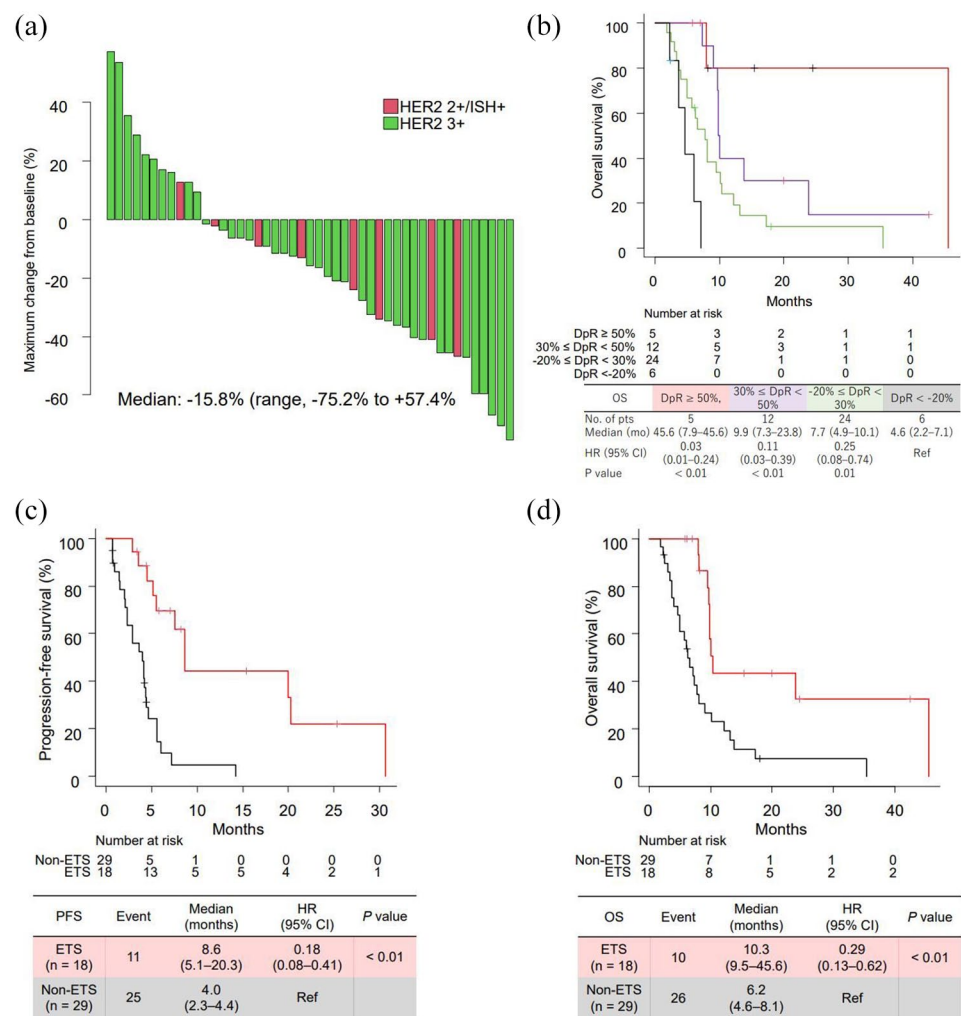 (a)
HER2 2+/ISH+
HER2 3+
Maximum change from baseline (%)
40
20
0
-20
-40
-60
Median: -15.8% (range, -75.2% to +57.4%
(b)
Overall survival (%)
100
80
60
40
20
0
0 10 20 30 40
Months
Number at risk
DpR ≥ 50% 5 3 2 1 1
30% ≤ DpR < 50% 12 5 3 1 1
-20% ≤ DpR < 30% 24 7 1 1 0
DpR <-20% 6 0 0 0 0
OS DpR ≥ 50%, 30% ≤ DpR < 50% -20% ≤ DpR < 30% DpR < -20%
No. of pts 5 12 24 6
Median (mo) 45.6 (7.9–45.6) 9.9 (7.3–23.8) 7.7 (4.9–10.1) 4.6 (2.2–7.1)
HR (95% CI) 0.03 (0.01–0.24) 0.11 (0.03–0.39) 0.25 (0.08–0.74) Ref
P value < 0.01 < 0.01 0.01
(c)
Progression-free survival (%)
100
80
60
40
20
0
0 5 10 15 20 25 30
Months
Number at risk
Non-ETS 29 5 1 0 0 0 0
ETS 18 13 5 5 4 2 1
PFS Event Median (months) HR (95% CI) P value
ETS (n = 18) 11 8.6 (5.1–20.3) 0.18 (0.08–0.41) < 0.01
Non-ETS (n = 29) 25 4.0 (2.3–4.4) Ref
(d)
Overall survival (%)
100
80
60
40
20
0
0 10 20 30 40
Months
Number at risk
Non-ETS 29 7 1 1 0
ETS 18 8 5 2 2
OS Event Median (months) HR (95% CI) P value
ETS (n = 18) 10 10.3 (9.5–45.6) 0.29 (0.13–0.62) < 0.01
Non-ETS (n = 29) 26 6.2 (4.6–8.1) Ref